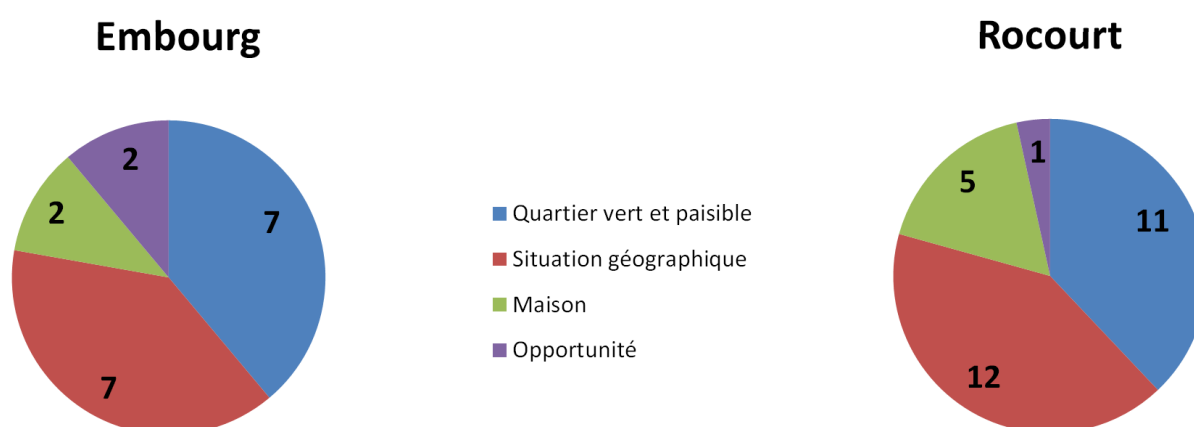 Embourg
2
2
7
7
Quartier vert et paisible
Situation géographique
Maison
Opportunité
Rocourt
1
5
11
12